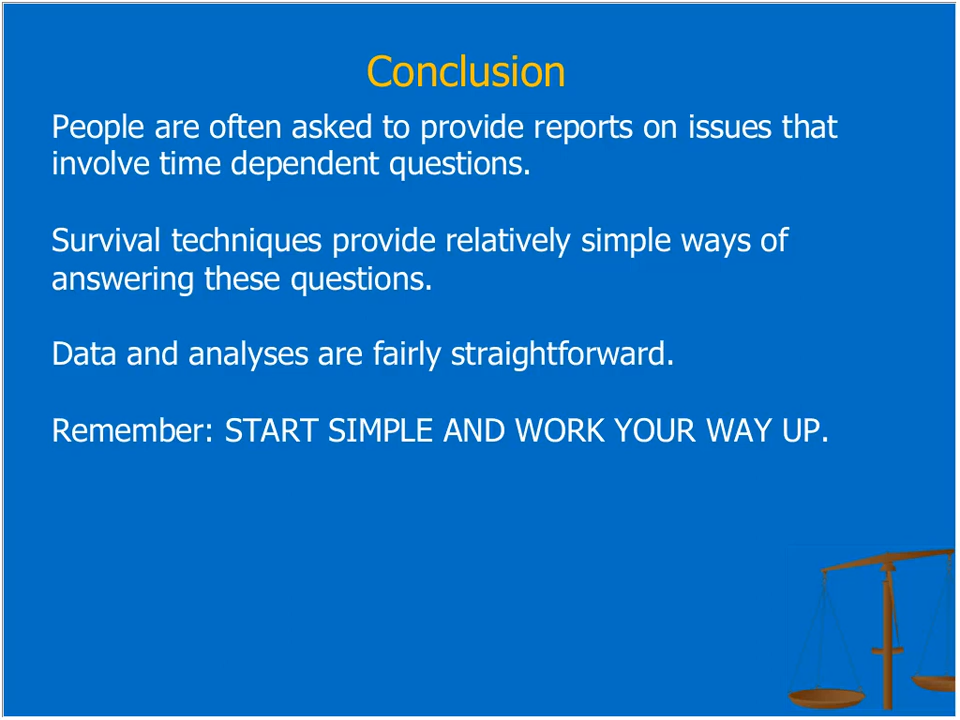 Conclusion
People are often asked to provide reports on issues that
involve time dependent questions.
Survival techniques provide relatively simple ways of
answering these questions.
Data and analyses are fairly straightforward.
Remember: START SIMPLE AND WORK YOUR WAY UP.